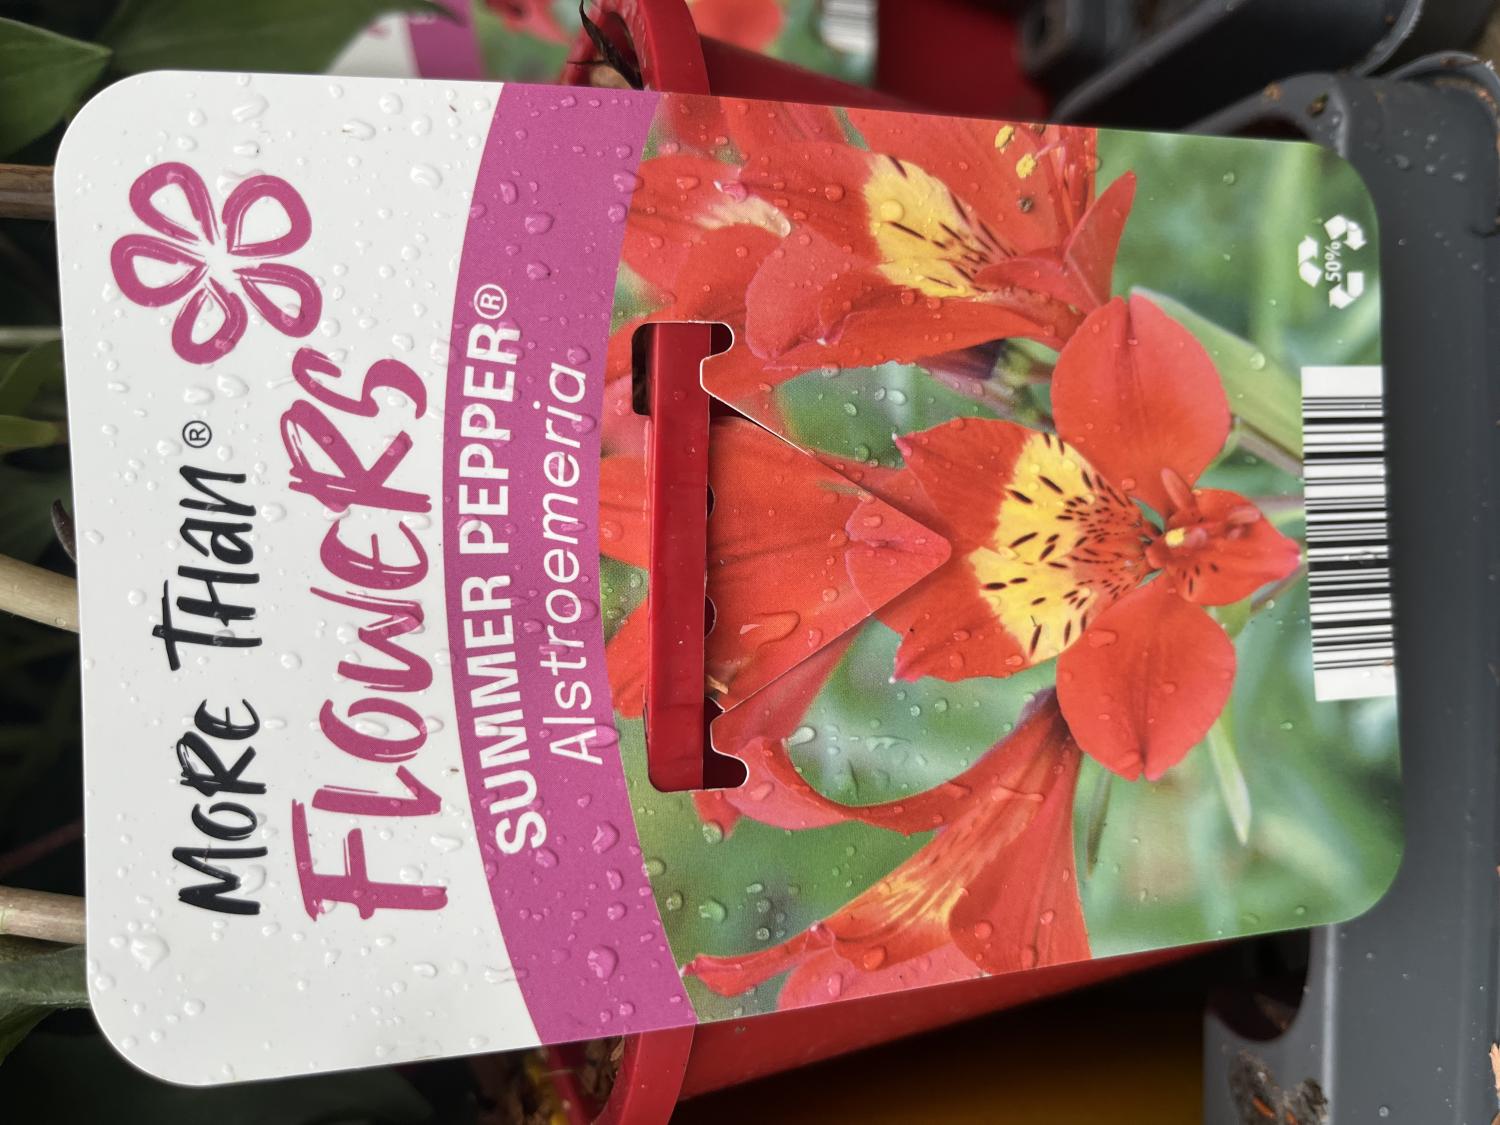 MORE THAN®
FLOWERS
SUMMER PEPPER®
Alstroemeria
50%